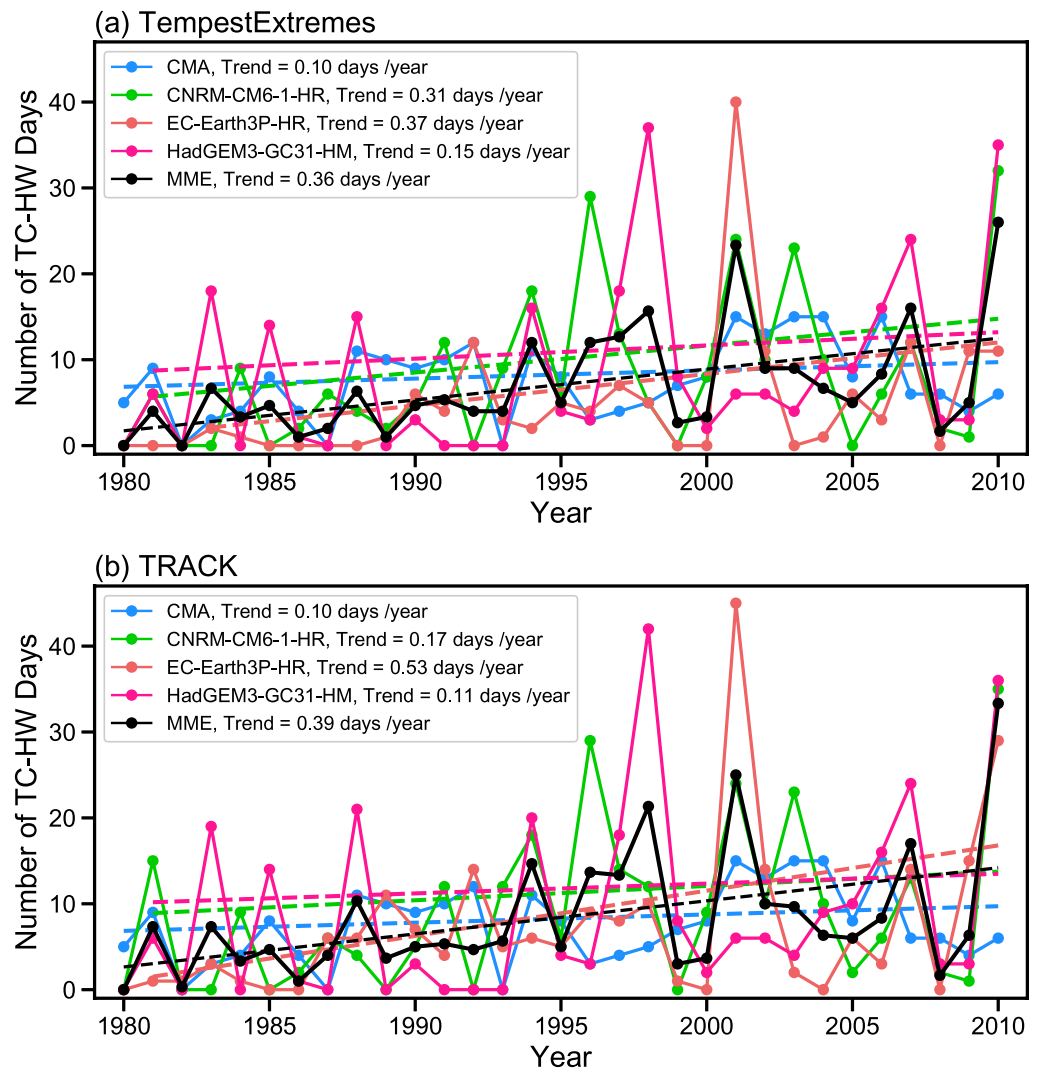 (a) TempestExtremes
CMA, Trend = 0.10 days /year
CNRM-CM6-1-HR, Trend = 0.31 days /year
EC-Earth3P-HR, Trend = 0.37 days /year
HadGEM3-GC31-HM, Trend = 0.15 days /year
MME, Trend = 0.36 days /year
Number of TC-HW Days
40
30
20
10
0
1980 1985 1990 1995 2000 2005 2010
Year
(b) TRACK
CMA, Trend = 0.10 days /year
CNRM-CM6-1-HR, Trend = 0.17 days /year
EC-Earth3P-HR, Trend = 0.53 days /year
HadGEM3-GC31-HM, Trend = 0.11 days /year
MME, Trend = 0.39 days /year
Number of TC-HW Days
40
30
20
10
0
1980 1985 1990 1995 2000 2005 2010
Year